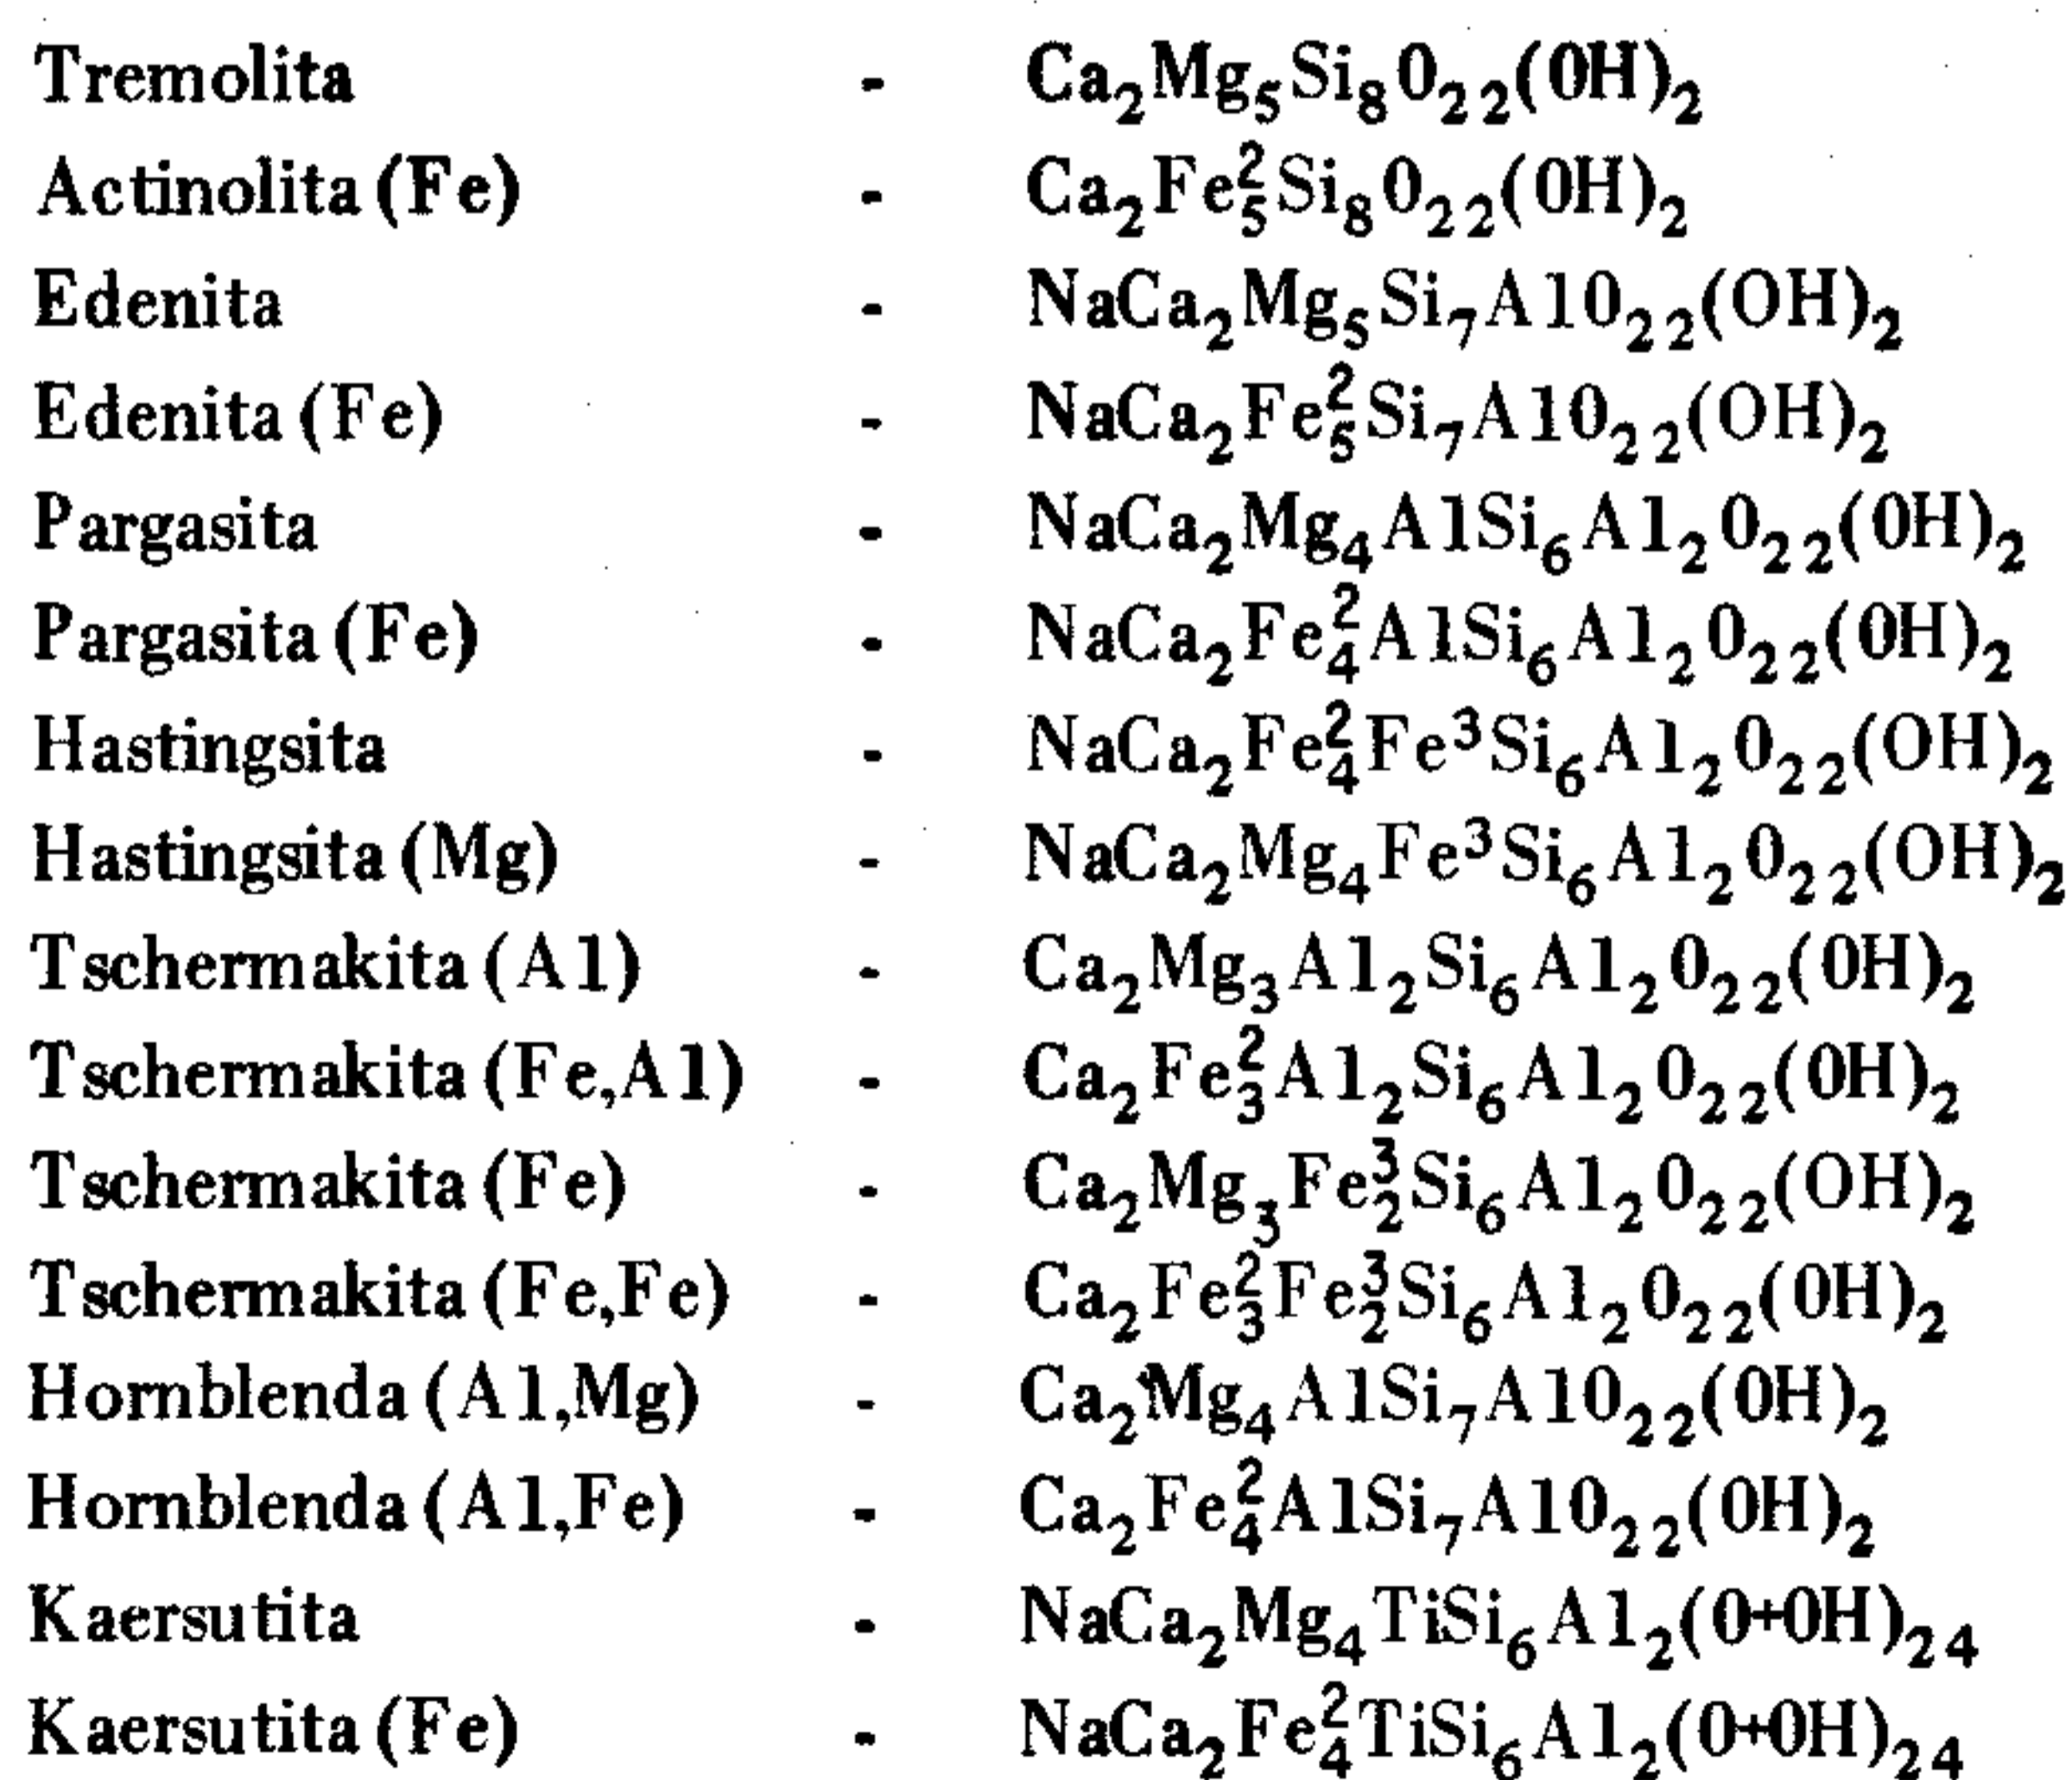 Tremolita - Ca₂Mg₅Si₈O₂₂(OH)₂
Actinolita (Fe) - Ca₂Fe²₅Si₈O₂₂(OH)₂
Edenita - NaCa₂Mg₅Si₇AlO₂₂(OH)₂
Edenita (Fe) - NaCa₂Fe²₅Si₇AlO₂₂(OH)₂
Pargasita - NaCa₂Mg₄AlSi₆Al₂O₂₂(OH)₂
Pargasita (Fe) - NaCa₂Fe²₄AlSi₆Al₂O₂₂(OH)₂
Hastingsita - NaCa₂Fe²₄Fe³Si₆Al₂O₂₂(OH)₂
Hastingsita (Mg) - NaCa₂Mg₄Fe³Si₆Al₂O₂₂(OH)₂
Tschermakita (Al) - Ca₂Mg₃Al₂Si₆Al₂O₂₂(OH)₂
Tschermakita (Fe,Al) - Ca₂Fe²₃Al₂Si₆Al₂O₂₂(OH)₂
Tschermakita (Fe) - Ca₂Mg₃Fe³₂Si₆Al₂O₂₂(OH)₂
Tschermakita (Fe,Fe) - Ca₂Fe²₃Fe³₂Si₆Al₂O₂₂(OH)₂
Hornblenda (Al,Mg) - Ca₂Mg₄AlSi₇AlO₂₂(OH)₂
Hornblenda (Al,Fe) - Ca₂Fe²₄AlSi₇AlO₂₂(OH)₂
Kaersutita - NaCa₂Mg₄TiSi₆Al₂(O+OH)₂₄
Kaersutita (Fe) - NaCa₂Fe²₄TiSi₆Al₂(O+OH)₂₄